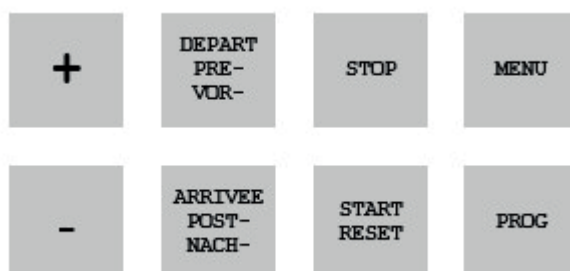 +
DEPART
PRE-
VOR-
STOP
MENU
-
ARRIVEE
POST-
NACH-
START
RESET
PROG